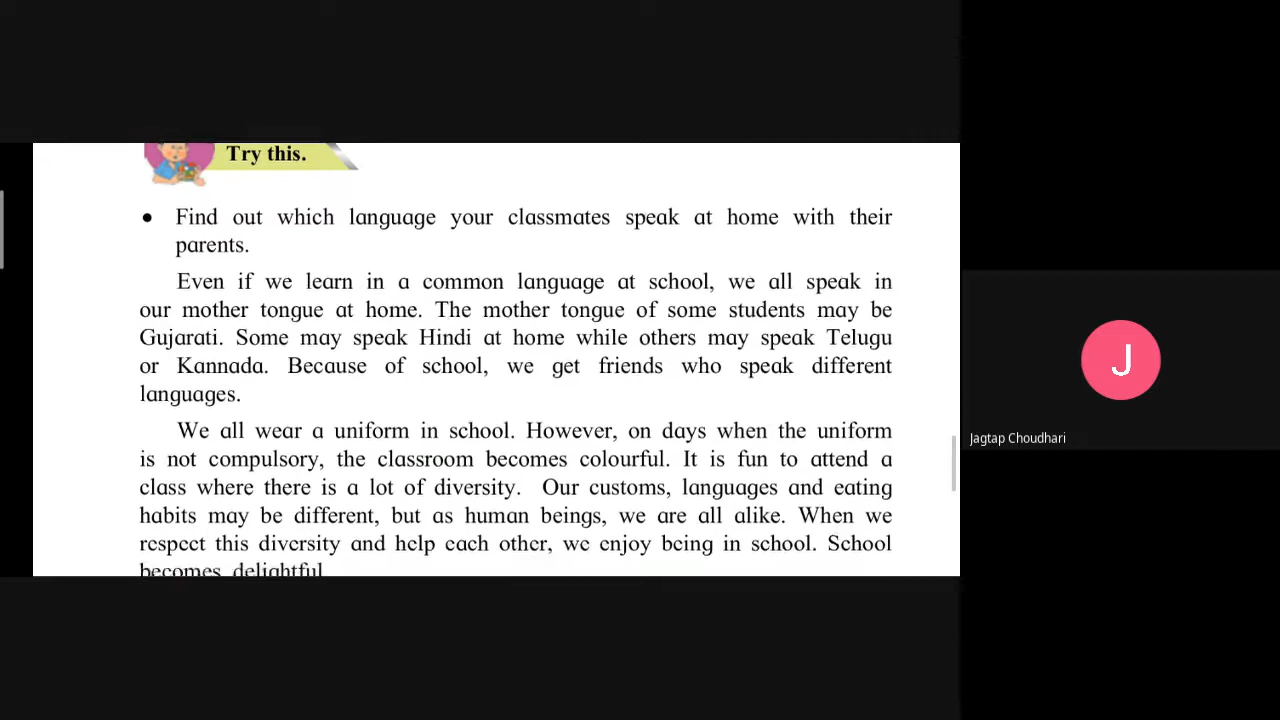 Try this.
• Find out which language your classmates speak at home with their
parents.
Even if we learn in a common language at school, we all speak in
our mother tongue at home. The mother tongue of some students may be
Gujarati. Some may speak Hindi at home while others may speak Telugu
or Kannada. Because of school, we get friends who speak different
languages.
We all wear a uniform in school. However, on days when the uniform
is not compulsory, the classroom becomes colourful. It is fun to attend a
class where there is a lot of diversity. Our customs, languages and eating
habits may be different, but as human beings, we are all alike. When we
respect this diversity and help each other, we enjoy being in school. School
becomes delightful
J
Jagtap Choudhari